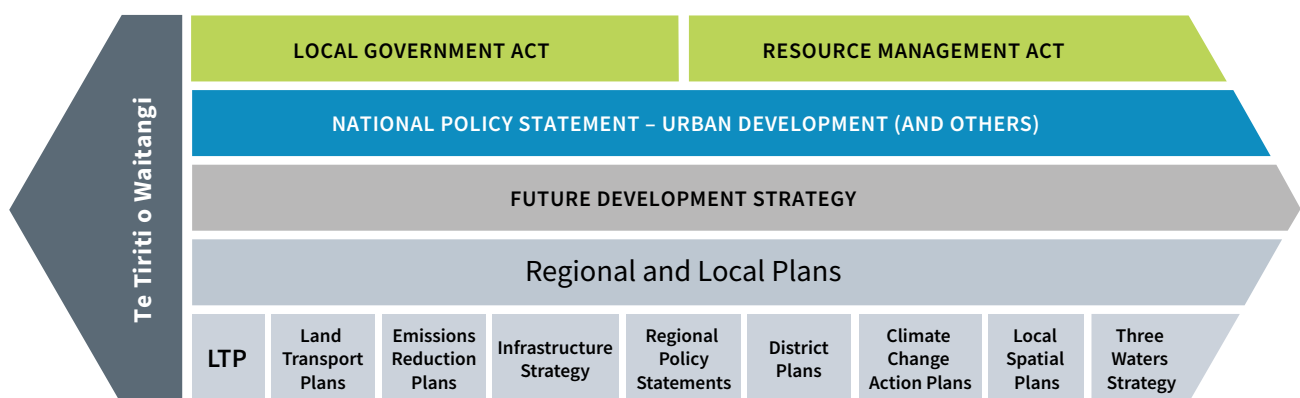 Te Tiriti o Waitangi
LOCAL GOVERNMENT ACT
RESOURCE MANAGEMENT ACT
NATIONAL POLICY STATEMENT – URBAN DEVELOPMENT (AND OTHERS)
FUTURE DEVELOPMENT STRATEGY
Regional and Local Plans
LTP
Land
Transport
Plans
Emissions
Reduction
Plans
Infrastructure
Strategy
Regional
Policy
Statements
District
Plans
Climate
Change
Action Plans
Local
Spatial
Plans
Three
Waters
Strategy